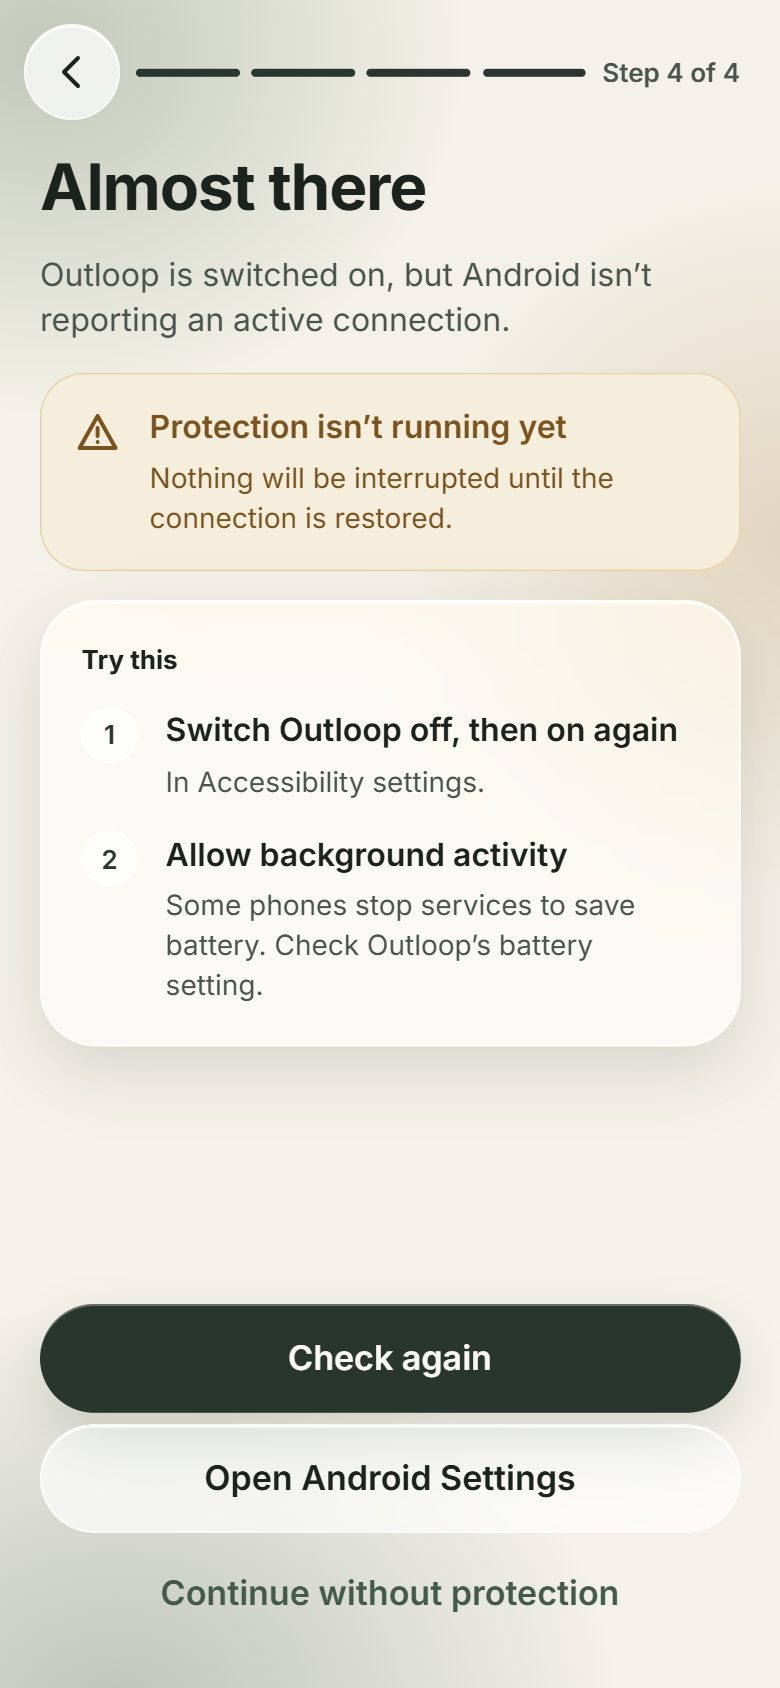 Step 4 of 4
Almost there
Outloop is switched on, but Android isn’t
reporting an active connection.
Protection isn’t running yet
Nothing will be interrupted until the
connection is restored.
Try this
1 Switch Outloop off, then on again
In Accessibility settings.
2 Allow background activity
Some phones stop services to save
battery. Check Outloop’s battery
setting.
Check again
Open Android Settings
Continue without protection